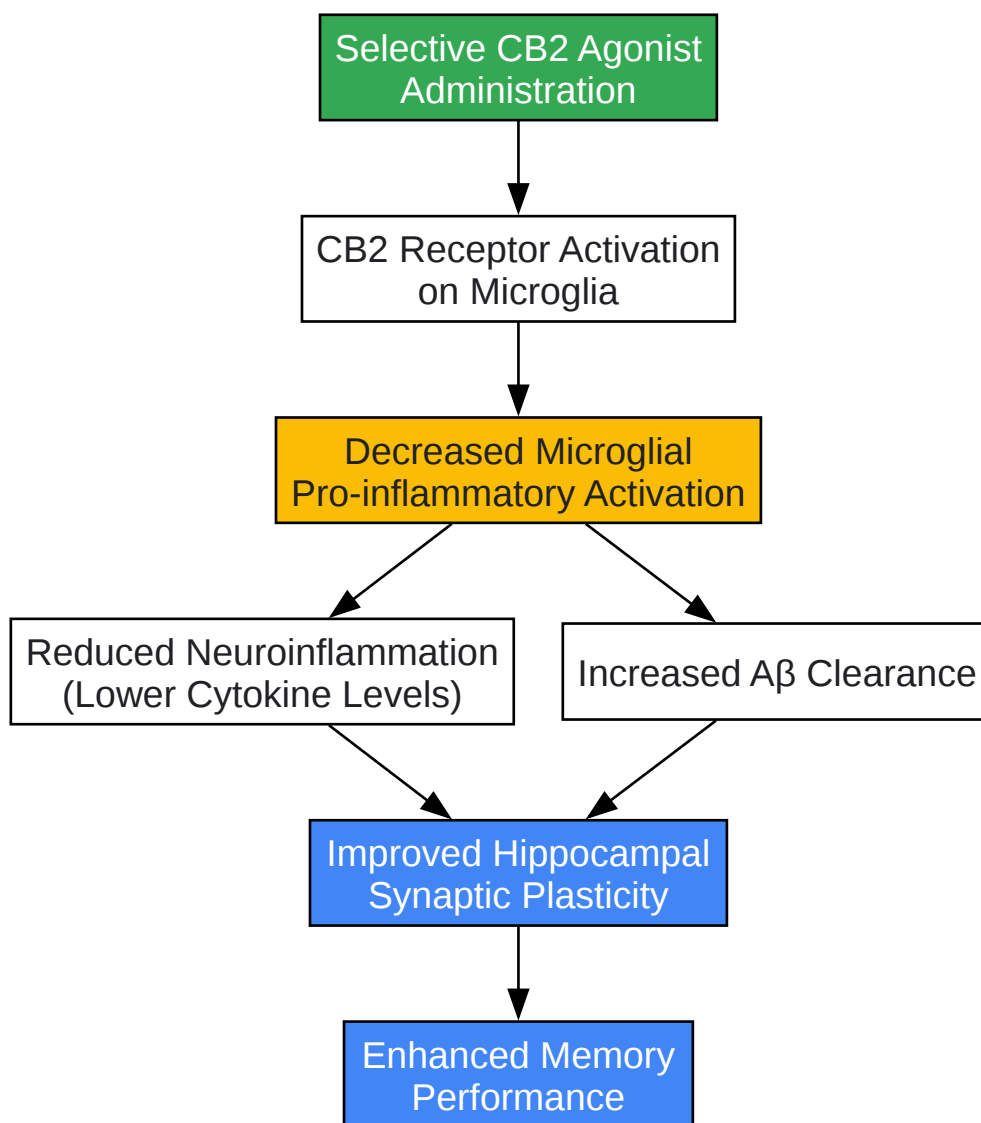 Selective CB2 Agonist
Administration
CB2 Receptor Activation
on Microglia
Decreased Microglial
Pro-inflammatory Activation
Reduced Neuroinflammation
(Lower Cytokine Levels)
Increased Aβ Clearance
Improved Hippocampal
Synaptic Plasticity
Enhanced Memory
Performance